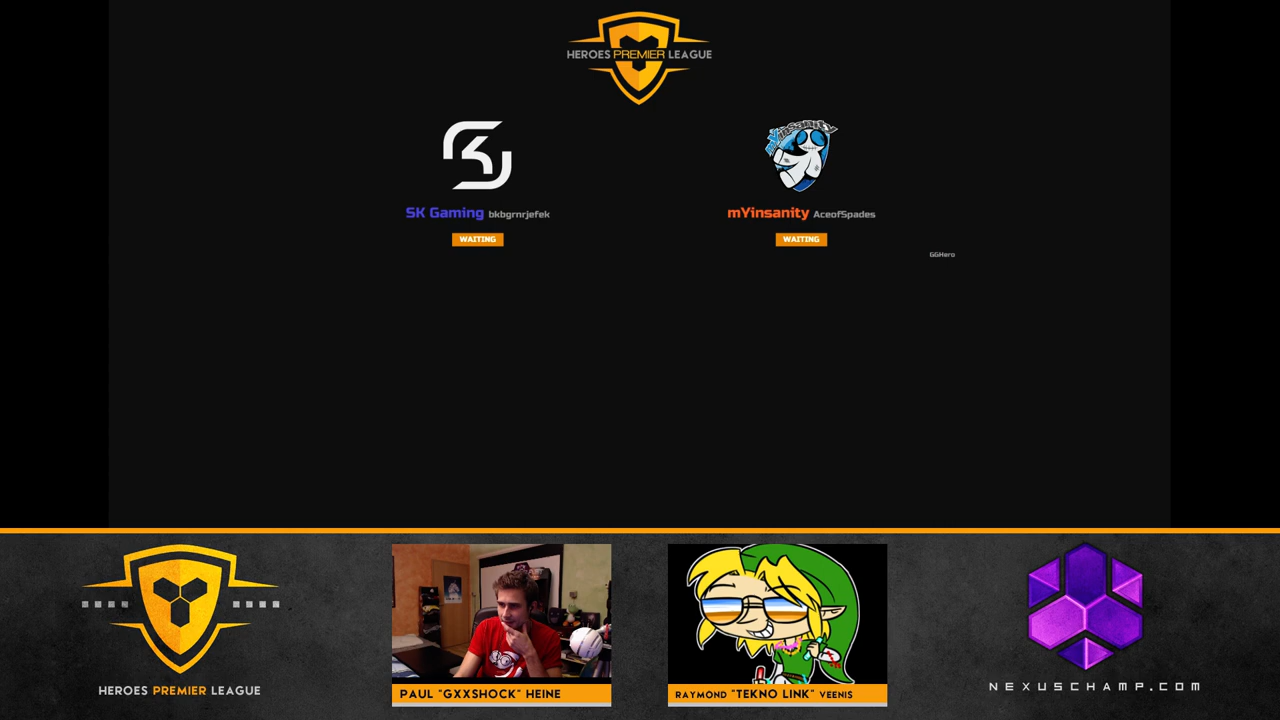 HEROES PREMIER LEAGUE
SK Gaming bkbgrnrjefek
mYinsanity AceofSpades
WAITING
WAITING
GGHero
HEROES PREMIER LEAGUE
PAUL "GXXSHOCK" HEINE
RAYMOND "TEKNO LINK" VEENIS
NEXUSCHAMP.COM